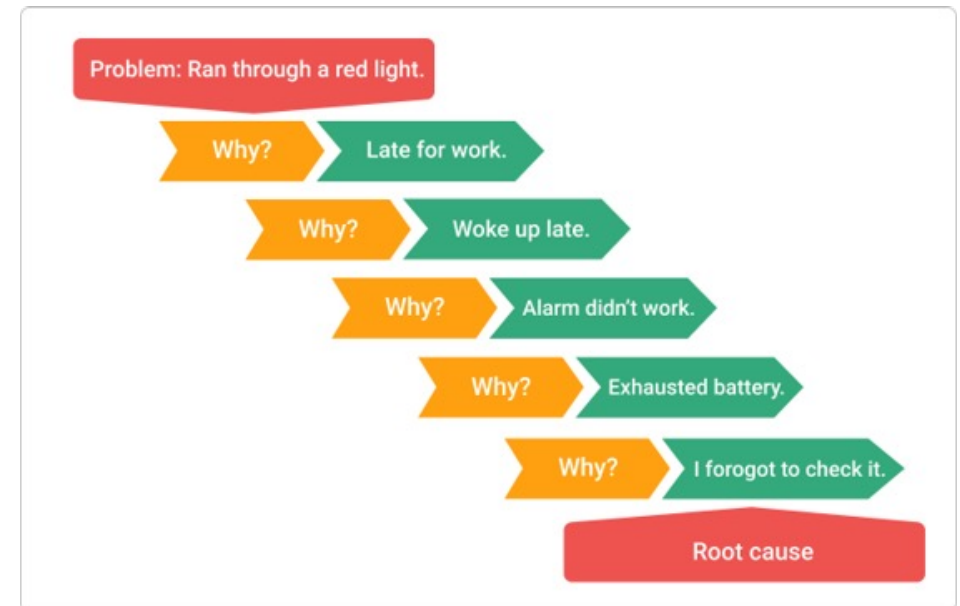 Problem: Ran through a red light.
Why? Late for work.
Why? Woke up late.
Why? Alarm didn’t work.
Why? Exhausted battery.
Why? I forogot to check it.
Root cause